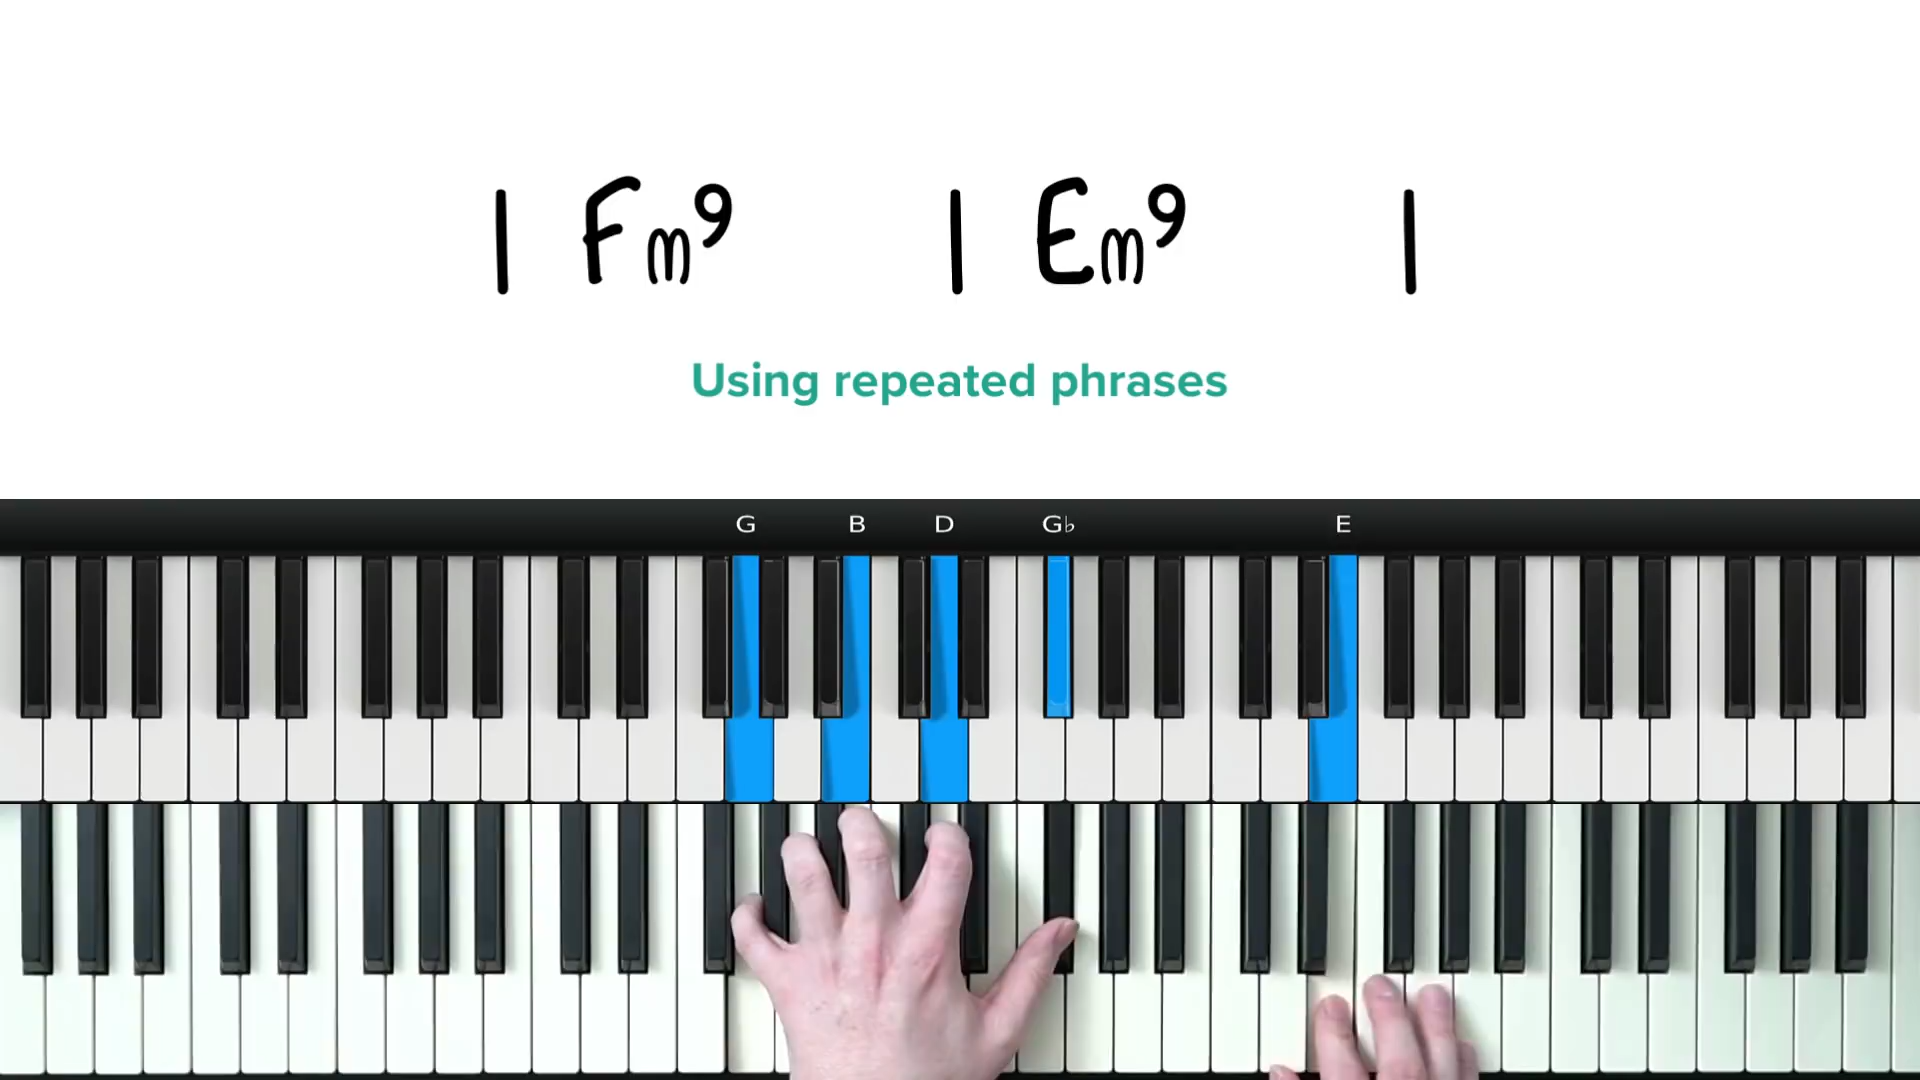 | Fm9 | Em9 |
Using repeated phrases
G B D G♭ E